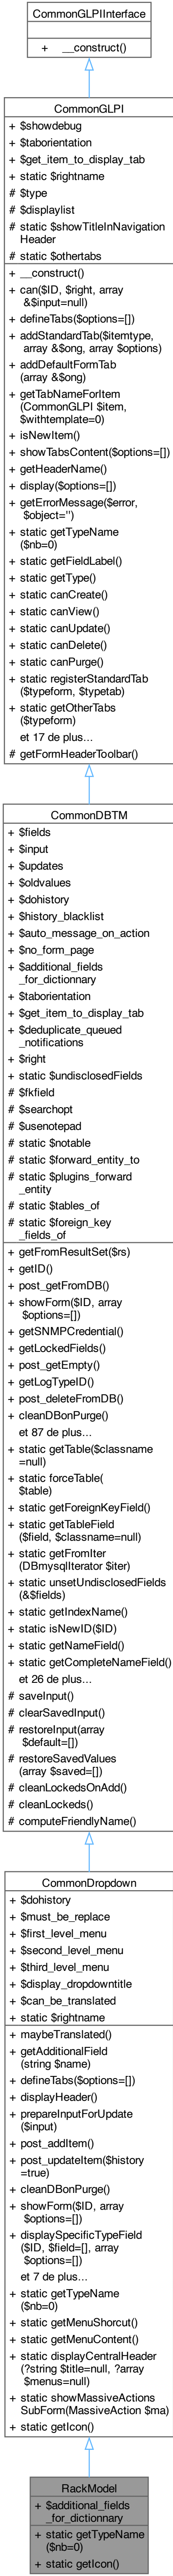 CommonGLPIInterface
+ __construct()
CommonGLPI
+ $showdebug
+ $taborientation
+ $get_item_to_display_tab
+ static $rightname
# $type
# $displaylist
# static $showTitleInNavigation
Header
# static $othertabs
+ __construct()
+ can($ID, $right, array
&$input=null)
+ defineTabs($options=[])
+ addStandardTab($itemtype,
array &$ong, array $options)
+ addDefaultFormTab
(array &$ong)
+ getTabNameForItem
(CommonGLPI $item,
$withtemplate=0)
+ isNewItem()
+ showTabsContent($options=[])
+ getHeaderName()
+ display($options=[])
+ getErrorMessage($error,
$object='')
+ static getTypeName
($nb=0)
+ static getFieldLabel()
+ static getType()
+ static canCreate()
+ static canView()
+ static canUpdate()
+ static canDelete()
+ static canPurge()
+ static registerStandardTab
($typeform, $typetab)
+ static getOtherTabs
($typeform)
et 17 de plus...
# getFormHeaderToolbar()
CommonDBTM
+ $fields
+ $input
+ $updates
+ $oldvalues
+ $dohistory
+ $history_blacklist
+ $auto_message_on_action
+ $no_form_page
+ $additional_fields
_for_dictionnary
+ $taborientation
+ $get_item_to_display_tab
+ $deduplicate_queued
_notifications
+ $right
+ static $undisclosedFields
# $fkfield
# $searchopt
# $usenotepad
# static $notable
# static $forward_entity_to
# static $plugins_forward
_entity
# static $tables_of
# static $foreign_key
_fields_of
+ getFromResultSet($rs)
+ getID()
+ post_getFromDB()
+ showForm($ID, array
$options=[])
+ getSNMPCredential()
+ getLockedFields()
+ post_getEmpty()
+ getLogTypeID()
+ post_deleteFromDB()
+ cleanDBonPurge()
et 87 de plus...
+ static getTable($classname
=null)
+ static forceTable(
$table)
+ static getForeignKeyField()
+ static getTableField
($field, $classname=null)
+ static getFromIter
(DBmysqlIterator $iter)
+ static unsetUndisclosedFields
(&$fields)
+ static getIndexName()
+ static isNewID($ID)
+ static getNameField()
+ static getCompleteNameField()
et 26 de plus...
# saveInput()
# clearSavedInput()
# restoreInput(array
$default=[])
# restoreSavedValues
(array $saved=[])
# cleanLockedsOnAdd()
# cleanLockeds()
# computeFriendlyName()
CommonDropdown
+ $dohistory
+ $must_be_replace
+ $first_level_menu
+ $second_level_menu
+ $third_level_menu
+ $display_dropdowntitle
+ $can_be_translated
+ static $rightname
+ maybeTranslated()
+ getAdditionalField
(string $name)
+ defineTabs($options=[])
+ displayHeader()
+ prepareInputForUpdate
($input)
+ post_addItem()
+ post_updateItem($history
=true)
+ cleanDBonPurge()
+ showForm($ID, array
$options=[])
+ displaySpecificTypeField
($ID, $field=[], array
$options=[])
et 7 de plus...
+ static getTypeName
($nb=0)
+ static getMenuShorcut()
+ static getMenuContent()
+ static displayCentralHeader
(?string $title=null, ?array
$menus=null)
+ static showMassiveActions
SubForm(MassiveAction $ma)
+ static getIcon()
RackModel
+ $additional_fields
_for_dictionnary
+ static getTypeName
($nb=0)
+ static getIcon()